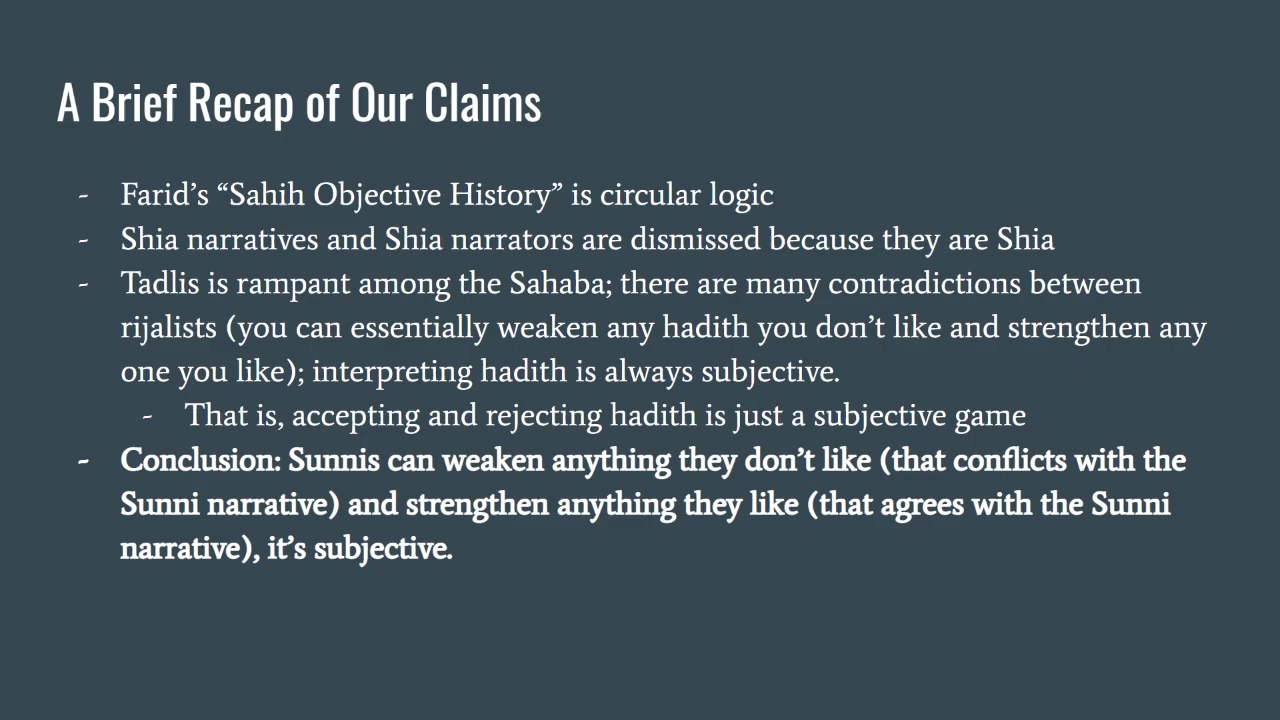 A Brief Recap of Our Claims
- Farid’s “Sahih Objective History” is circular logic
- Shia narratives and Shia narrators are dismissed because they are Shia
- Tadlis is rampant among the Sahaba; there are many contradictions between
rijalists (you can essentially weaken any hadith you don’t like and strengthen any
one you like); interpreting hadith is always subjective.
- That is, accepting and rejecting hadith is just a subjective game
- Conclusion: Sunnis can weaken anything they don’t like (that conflicts with the
Sunni narrative) and strengthen anything they like (that agrees with the Sunni
narrative), it’s subjective.